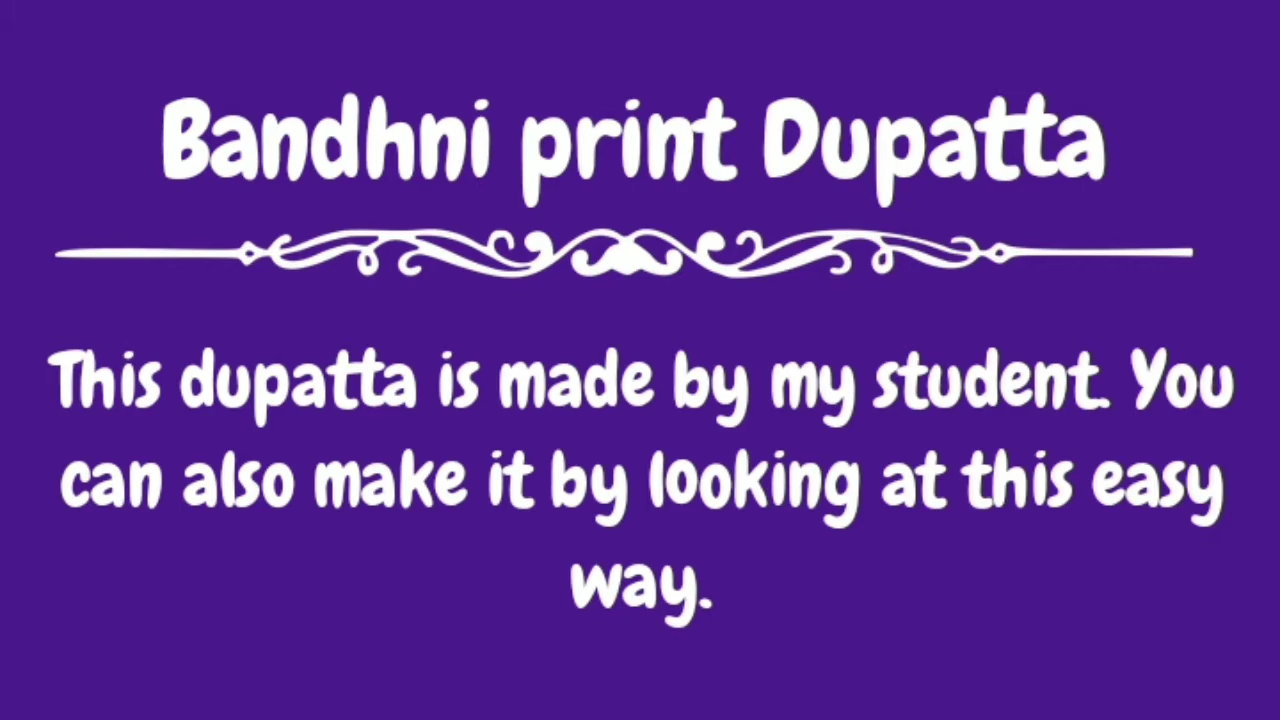 Bandhni print Dupatta
This dupatta is made by my student. You
can also make it by looking at this easy
way.